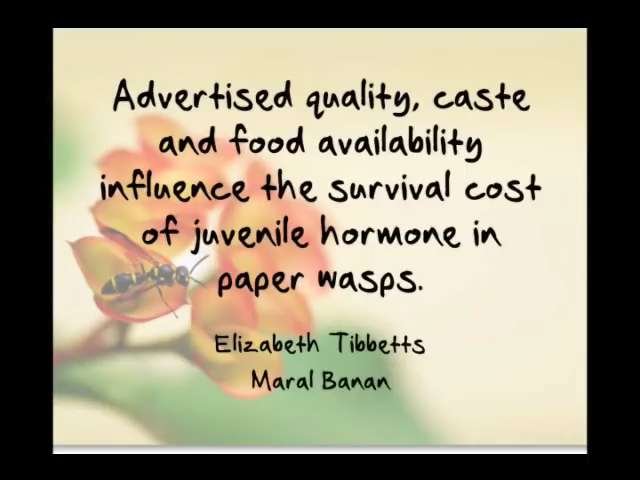 Advertised quality, caste
and food availability
influence the survival cost
of juvenile hormone in
paper wasps.
Elizabeth Tibbetts
Maral Banan